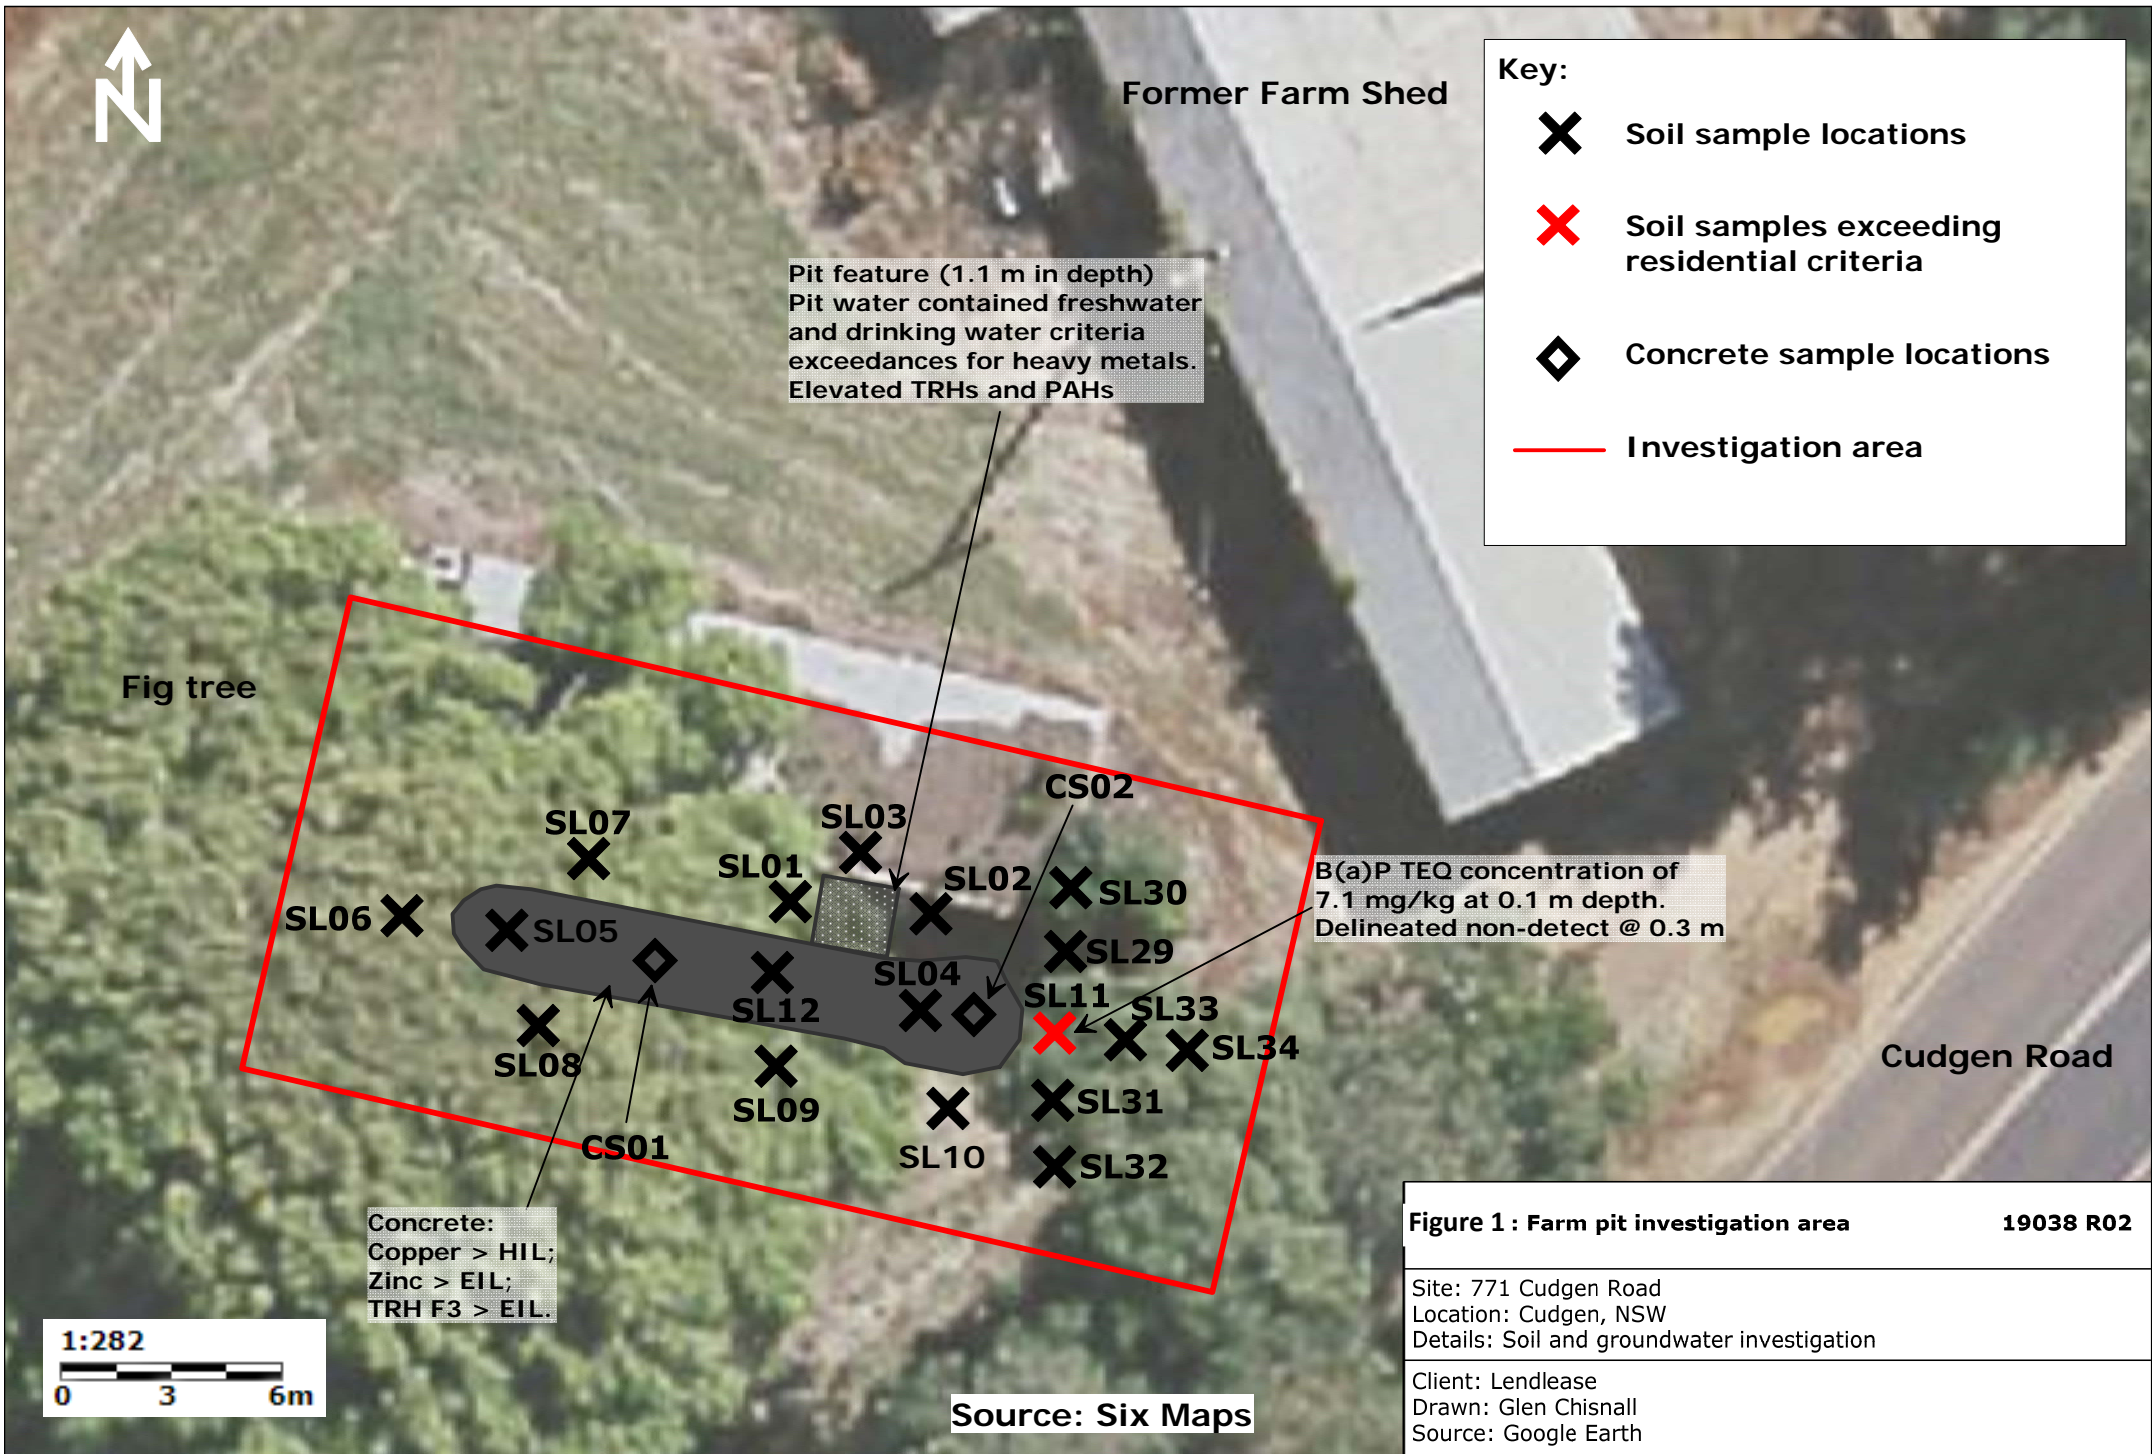 N
Former Farm Shed
Key:
Soil sample locations
Soil samples exceeding
residential criteria
Concrete sample locations
Investigation area
Pit feature (1.1 m in depth)
Pit water contained freshwater
and drinking water criteria
exceedances for heavy metals.
Elevated TRHs and PAHs
Fig tree
CS02
SL07
SL03
SL01
SL02
SL30
SL06
SL05
SL29
SL04
SL12
SL11
SL33
SL34
SL08
SL09
SL31
SL10
SL32
CS01
B(a)P TEQ concentration of
7.1 mg/kg at 0.1 m depth.
Delineated non-detect @ 0.3 m
Cudgen Road
Concrete:
Copper > HIL;
Zinc > EIL;
TRH F3 > EIL.
1:282
0 3 6m
Source: Six Maps
Figure 1 : Farm pit investigation area 19038 R02
Site: 771 Cudgen Road
Location: Cudgen, NSW
Details: Soil and groundwater investigation
Client: Lendlease
Drawn: Glen Chisnall
Source: Google Earth